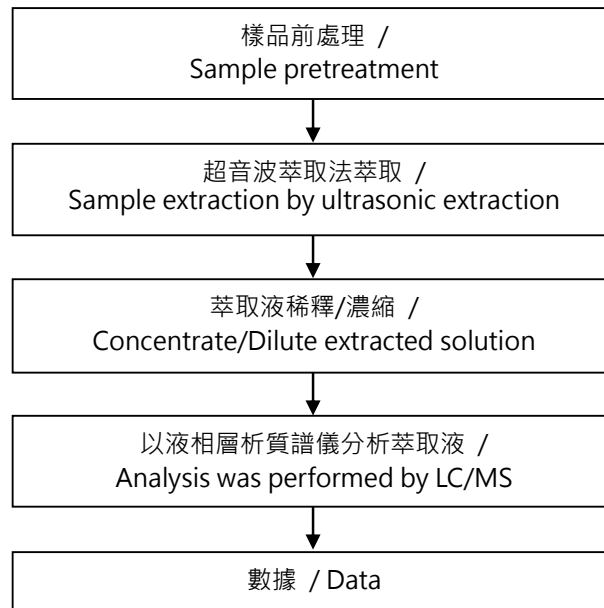 樣品前處理 /
Sample pretreatment
超音波萃取法萃取 /
Sample extraction by ultrasonic extraction
萃取液稀釋/濃縮 /
Concentrate/Dilute extracted solution
以液相層析質譜儀分析萃取液 /
Analysis was performed by LC/MS
數據 / Data